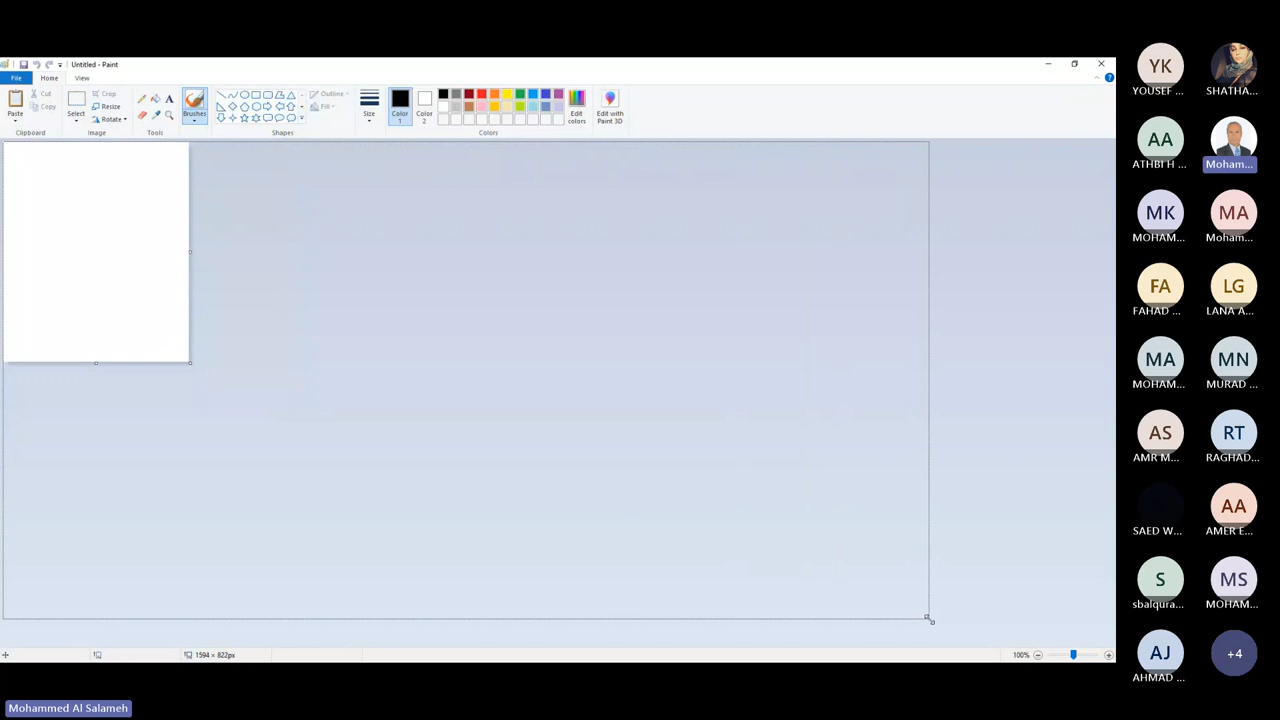 Untitled - Paint
File Home View
Paste
Cut
Copy
Clipboard
Select
Crop
Resize
Rotate
Image
Tools
Brushes
Shapes
Outline
Fill
Size
Color 1
Color 2
Colors
Edit colors
Edit with Paint 3D
1594 × 822px
100%
YK
YOUSEF ...
SHATHA...
AA
ATHBI H ...
Moham...
MK
MOHAM...
MA
Moham...
FA
FAHAD ...
LG
LANA A...
MA
MOHAM...
MN
MURAD ...
AS
AMR M...
RT
RAGHAD...
SAED W...
AA
AMER E...
S
sbalqura...
MS
MOHAM...
AJ
AHMAD ...
+4
Mohammed Al Salameh